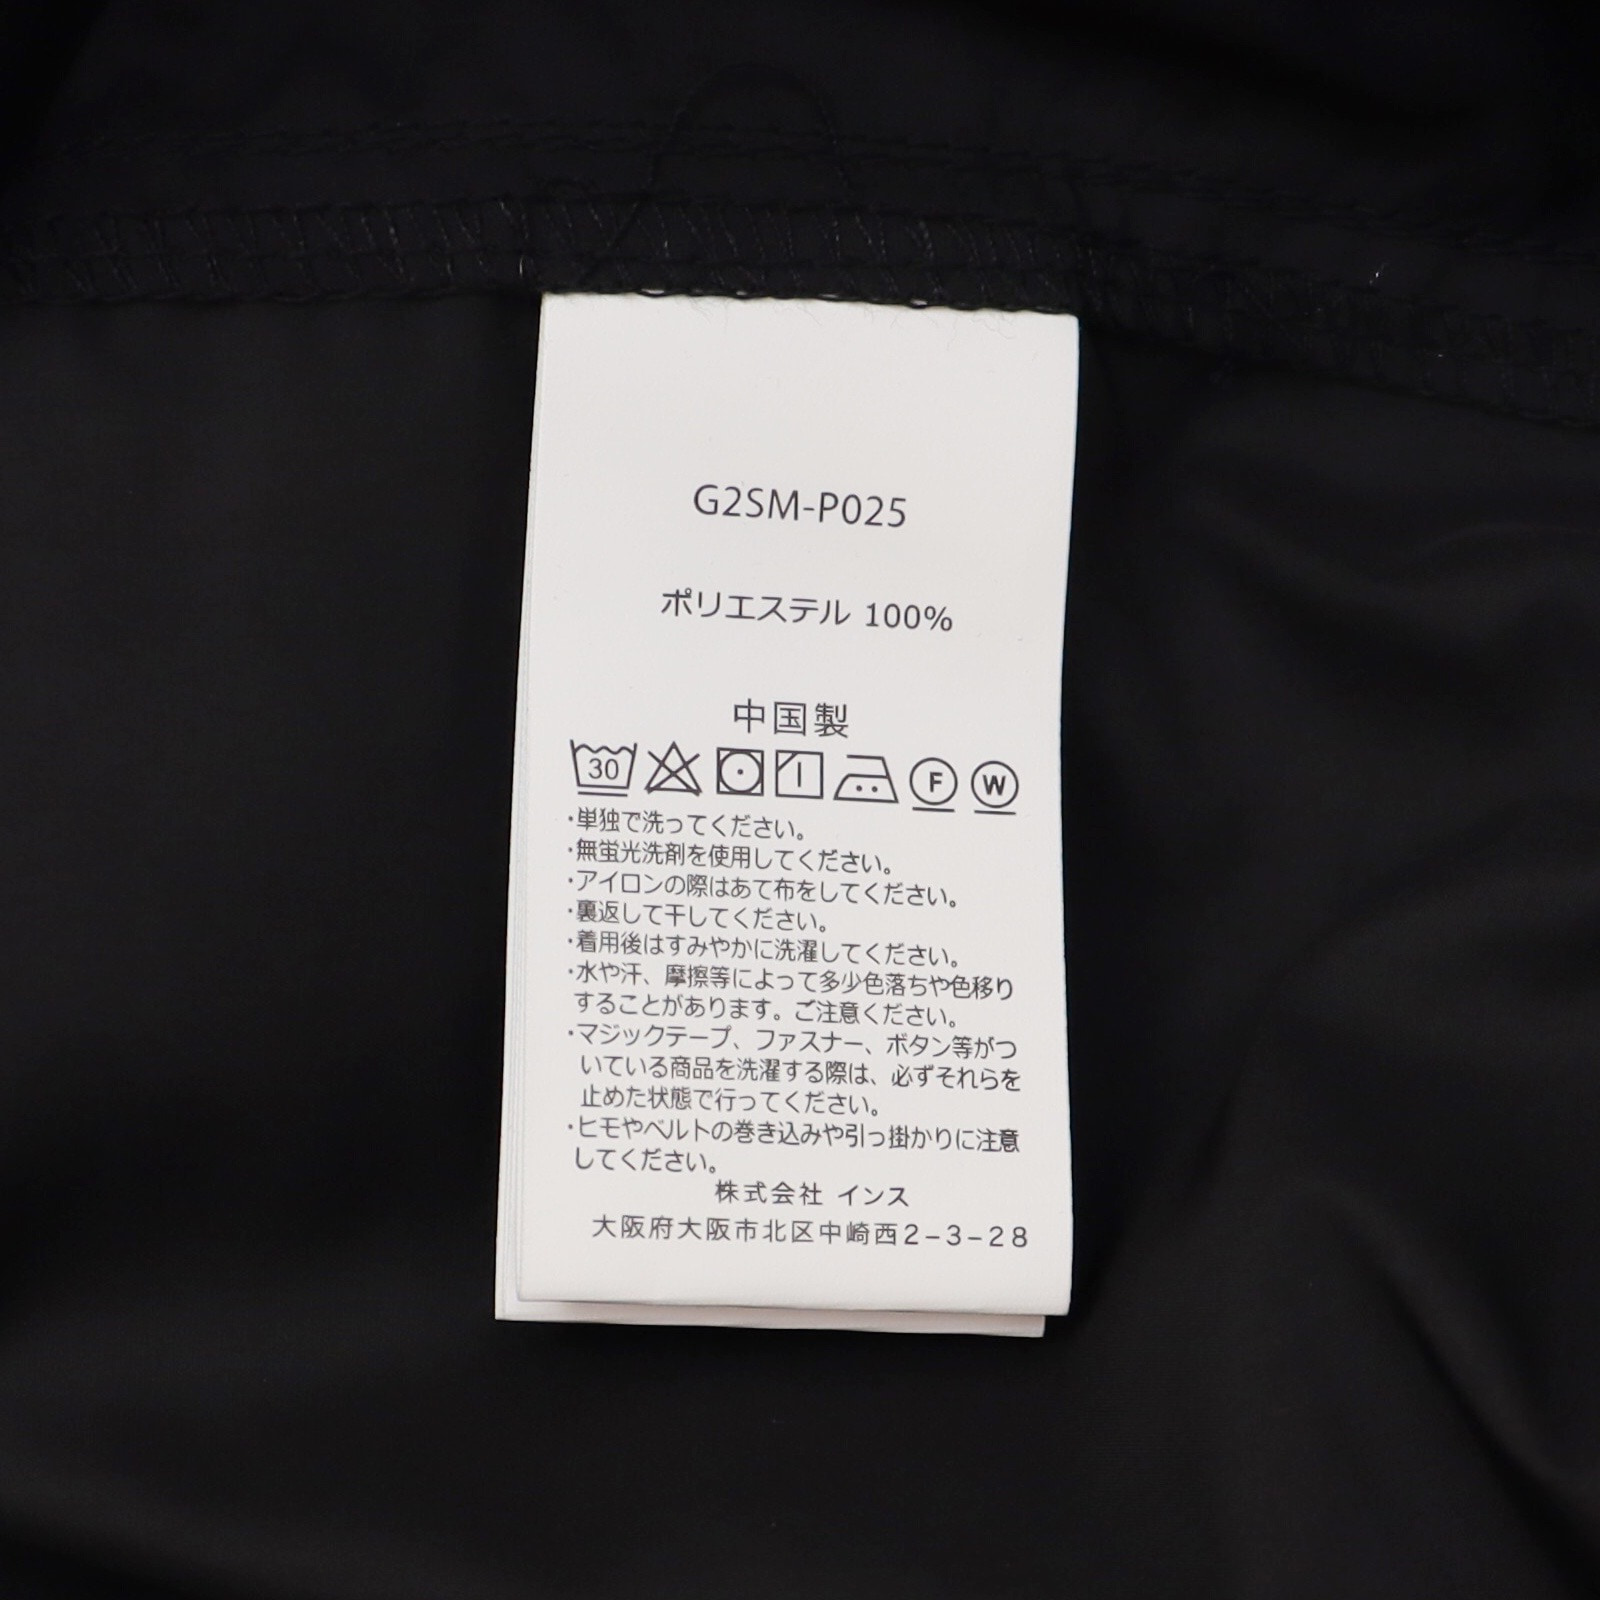 G2SM-P025
ポリエステル 100%
中国製
30 F W
・単独で洗ってください。
・無蛍光洗剤を使用してください。
・アイロンの際はあて布をしてください。
・裏返して干してください。
・着用後はすみやかに洗濯してください。
・水や汗、摩擦等によって多少色落ちや色移り
することがあります。ご注意ください。
・マジックテープ、ファスナー、ボタン等がつ
いている商品を洗濯する際は、必ずそれらを
止めた状態で行ってください。
・ヒモやベルトの巻き込みや引っ掛かりに注意
してください。
株式会社 インス
大阪府大阪市北区中崎西2-3-28